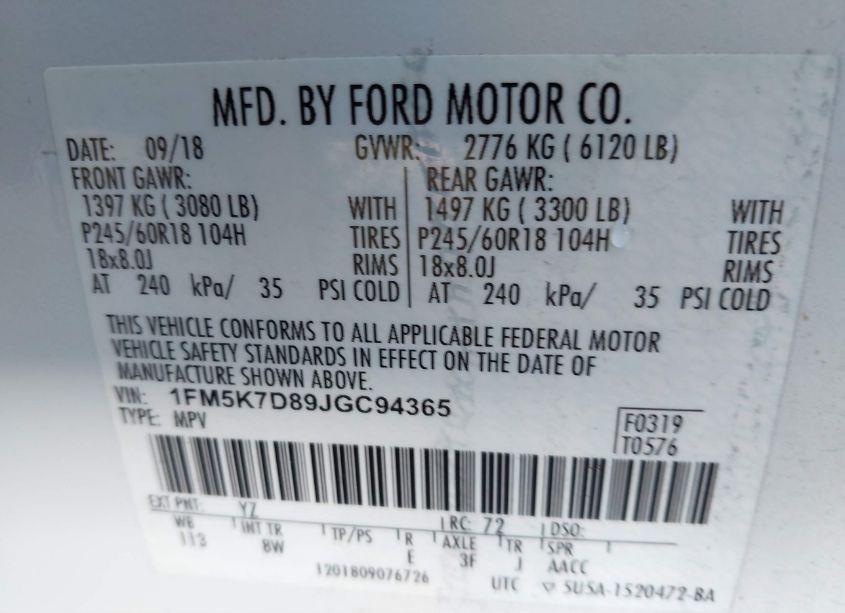 MFD. BY FORD MOTOR CO.
DATE: 09/18 GVWR: 2776 KG ( 6120 LB)
FRONT GAWR: REAR GAWR:
1397 KG ( 3080 LB) WITH 1497 KG ( 3300 LB) WITH
P245/60R18 104H TIRES P245/60R18 104H TIRES
18x8.0J RIMS 18x8.0J RIMS
AT 240 kPa/ 35 PSI COLD AT 240 kPa/ 35 PSI COLD
THIS VEHICLE CONFORMS TO ALL APPLICABLE FEDERAL MOTOR
VEHICLE SAFETY STANDARDS IN EFFECT ON THE DATE OF
MANUFACTURE SHOWN ABOVE.
VIN: 1FM5K7D89JGC94365
TYPE: MPV F0319
T0576
EXT PNT: YZ RC: 72 DSO:
WB INT TR TP/PS R AXLE TR SPR
113 BW E 3F J AACC
1201809076726 UTC ▽ 5U5A-1520472-BA